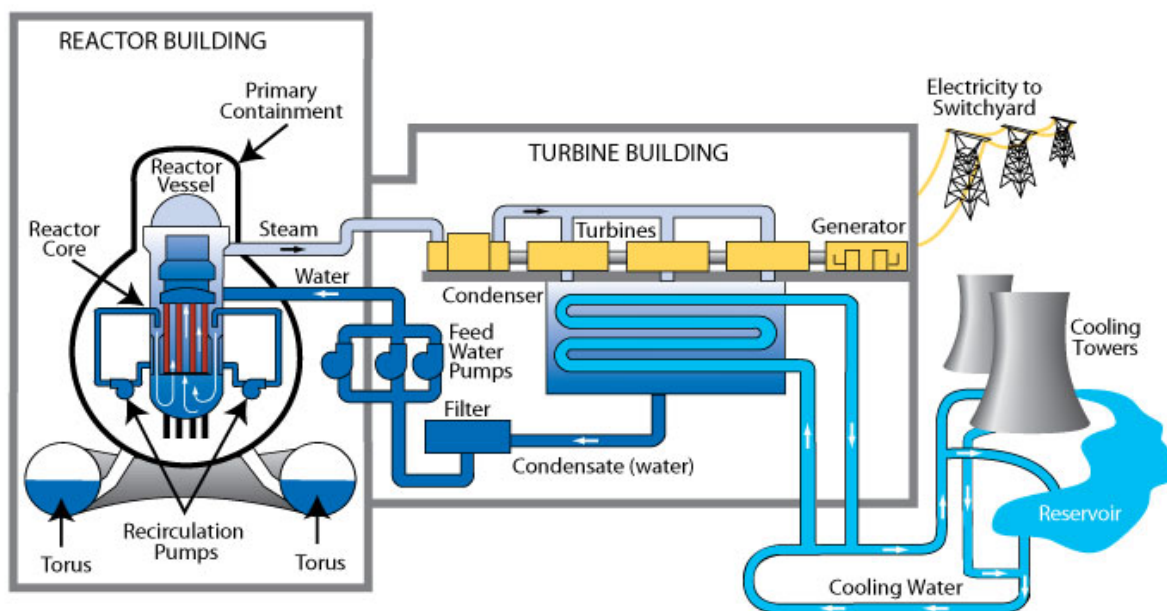 REACTOR BUILDING
Primary
Containment
Reactor
Vessel
Reactor
Core
Steam
Water
Recirculation
Pumps
Torus
Torus
TURBINE BUILDING
Turbines
Generator
Condenser
Feed
Water
Pumps
Filter
Condensate (water)
Electricity to
Switchyard
Cooling
Towers
Reservoir
Cooling Water